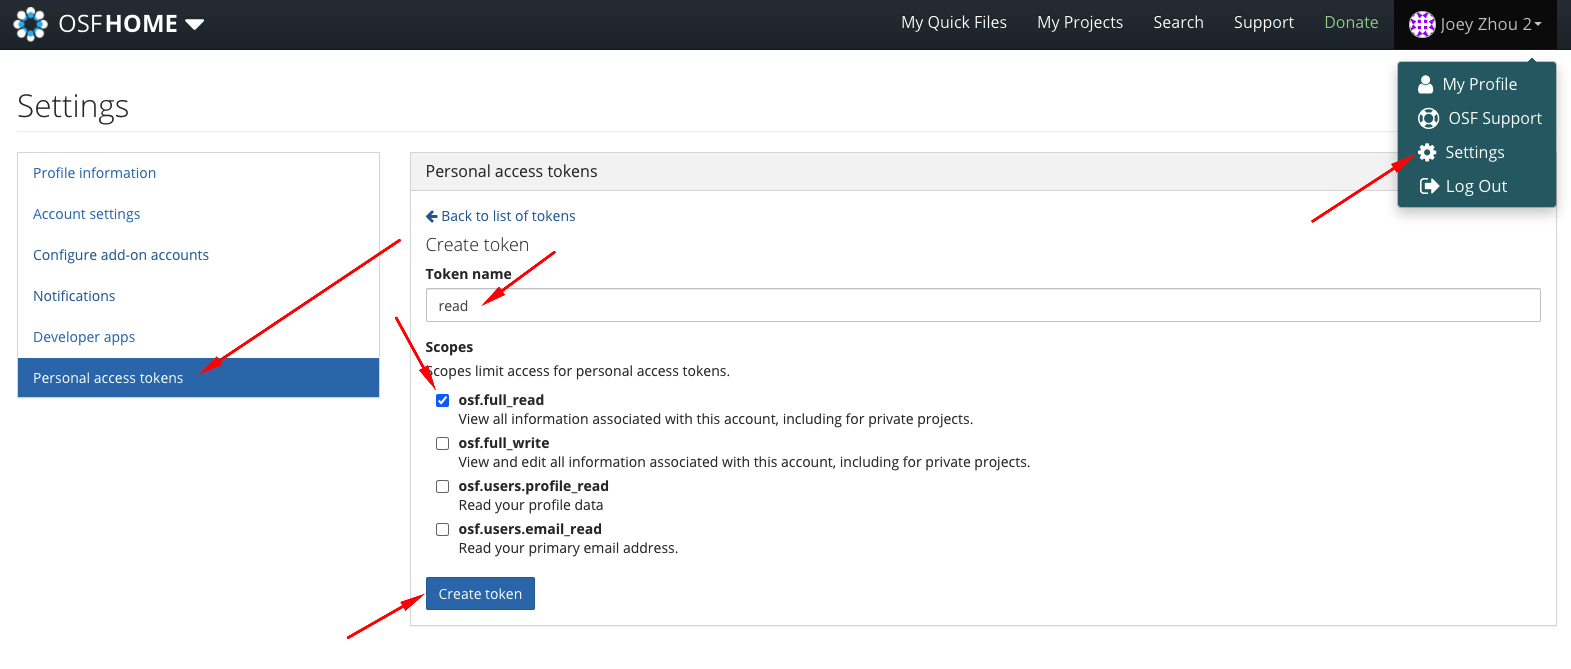 OSF HOME
My Quick Files
My Projects
Search
Support
Donate
Joey Zhou 2
My Profile
OSF Support
Settings
Log Out
Settings
Profile information
Account settings
Configure add-on accounts
Notifications
Developer apps
Personal access tokens
Personal access tokens
Back to list of tokens
Create token
Token name
read
Scopes
Scopes limit access for personal access tokens.
osf.full_read
View all information associated with this account, including for private projects.
osf.full_write
View and edit all information associated with this account, including for private projects.
osf.users.profile_read
Read your profile data
osf.users.email_read
Read your primary email address.
Create token